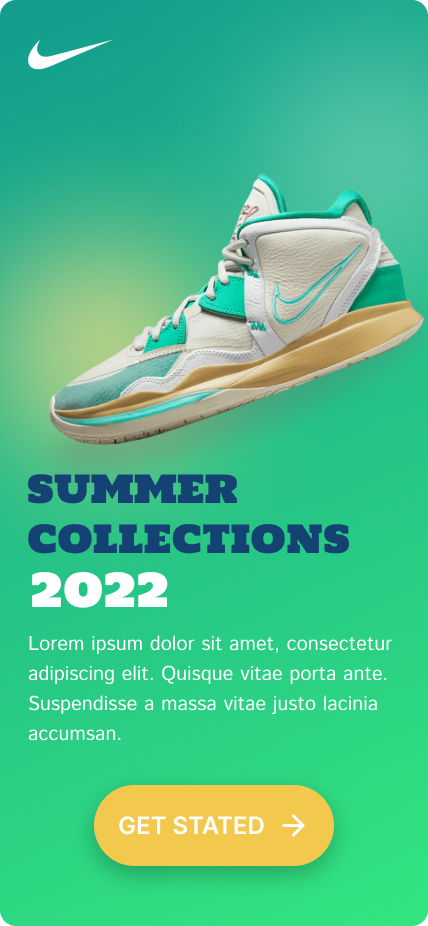 SUMMER
COLLECTIONS
2022
Lorem ipsum dolor sit amet, consectetur
adipiscing elit. Quisque vitae porta ante.
Suspendisse a massa vitae justo lacinia
accumsan.
GET STATED